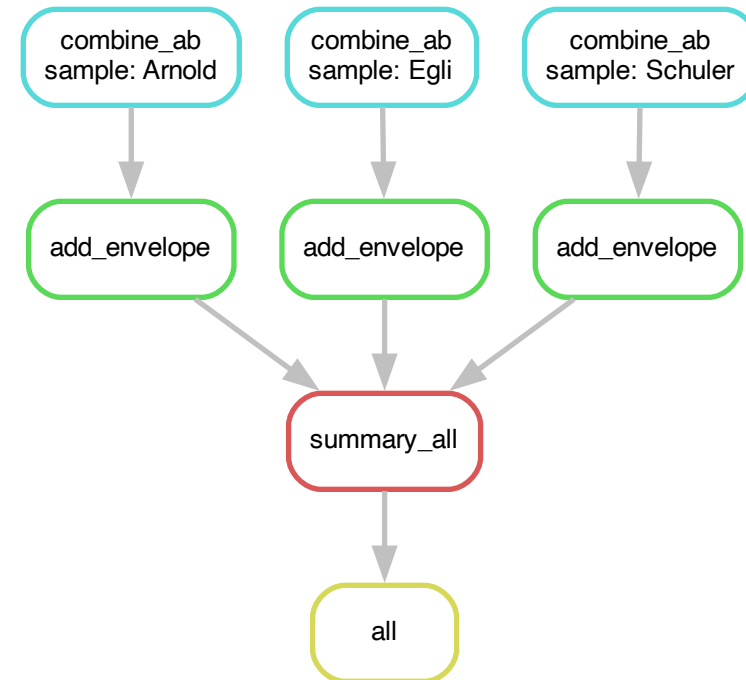 combine_ab
sample: Arnold
combine_ab
sample: Egli
combine_ab
sample: Schuler
add_envelope
add_envelope
add_envelope
summary_all
all